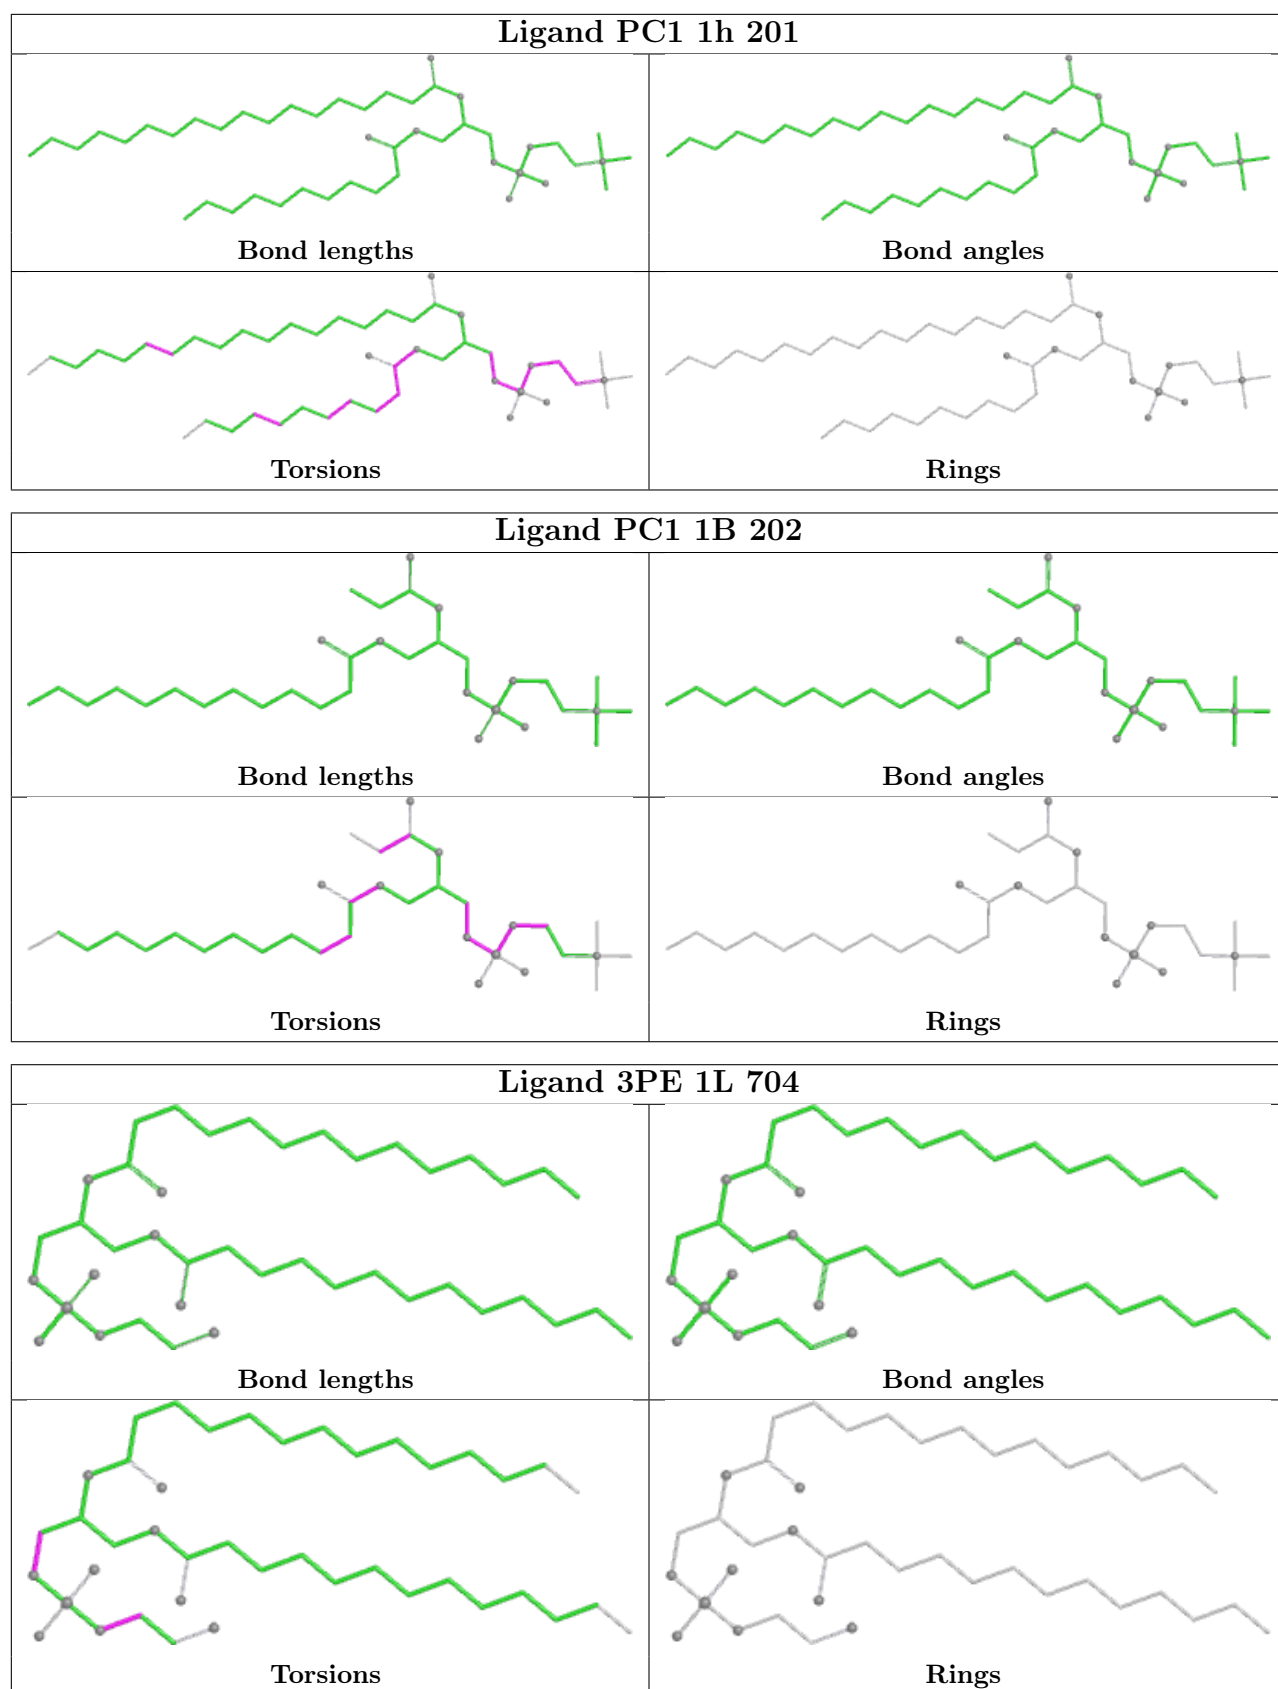 Ligand PC1 1h 201
Bond lengths
Bond angles
Torsions
Rings
Ligand PC1 1B 202
Bond lengths
Bond angles
Torsions
Rings
Ligand 3PE 1L 704
Bond lengths
Bond angles
Torsions
Rings